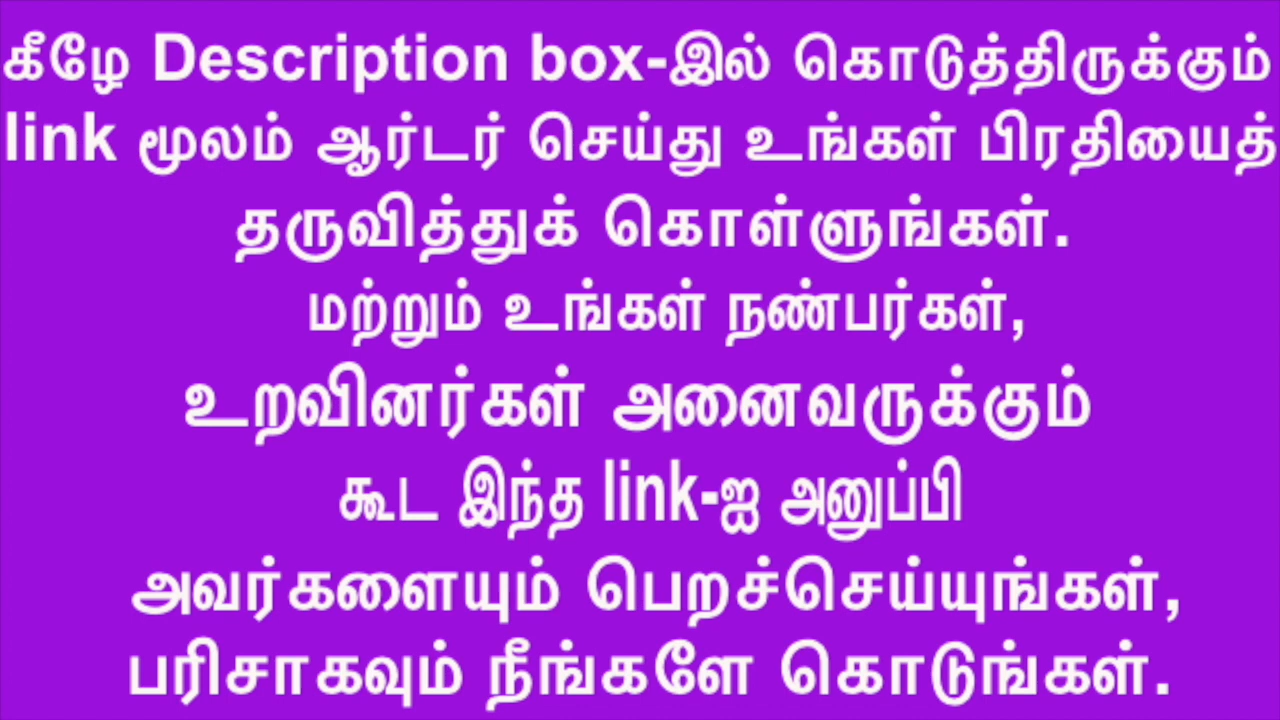 கீழே Description box-இல் கொடுத்திருக்கும்
link மூலம் ஆர்டர் செய்து உங்கள் பிரதியைத்
தருவித்துக் கொள்ளுங்கள்.
மற்றும் உங்கள் நண்பர்கள்,
உறவினர்கள் அனைவருக்கும்
கூட இந்த link-ஐ அனுப்பி
அவர்களையும் பெறச்செய்யுங்கள்,
பரிசாகவும் நீங்களே கொடுங்கள்.